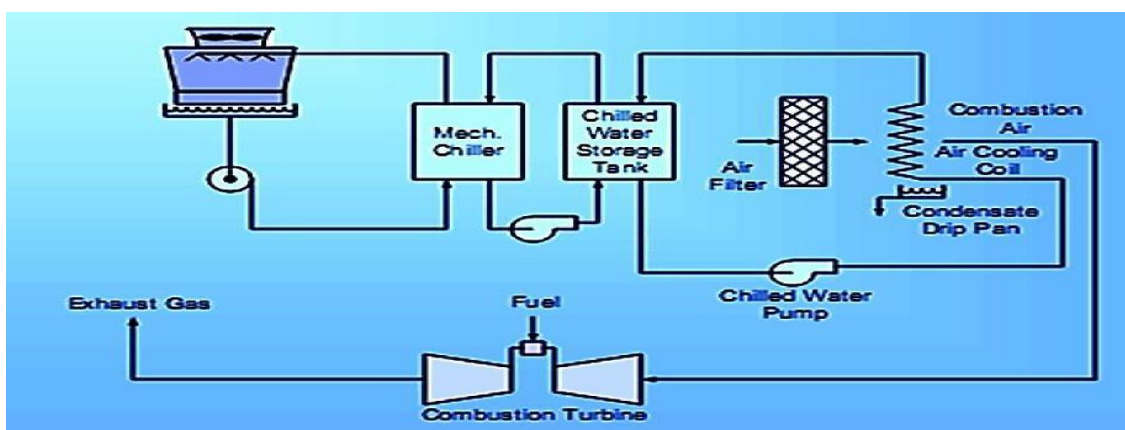 Mech.
Chiller
Chilled
Water
Storage
Tank
Air
Filter
Combustion
Air
Air Cooling
Coil
Condensate
Drip Pan
Chilled Water
Pump
Exhaust Gas
Fuel
Combustion Turbine